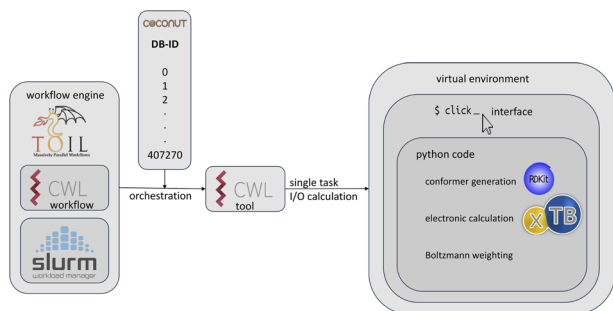 COCONUT
DB-ID
0
1
2
.
.
.
407270
workflow engine
TOIL
Massively Parallel Workflows
CWL
workflow
slurm
workload manager
orchestration
CWL
tool
single task
I/O calculation
virtual environment
$ click_ interface
python code
conformer generation
RDKit
electronic calculation
X TB
Boltzmann weighting